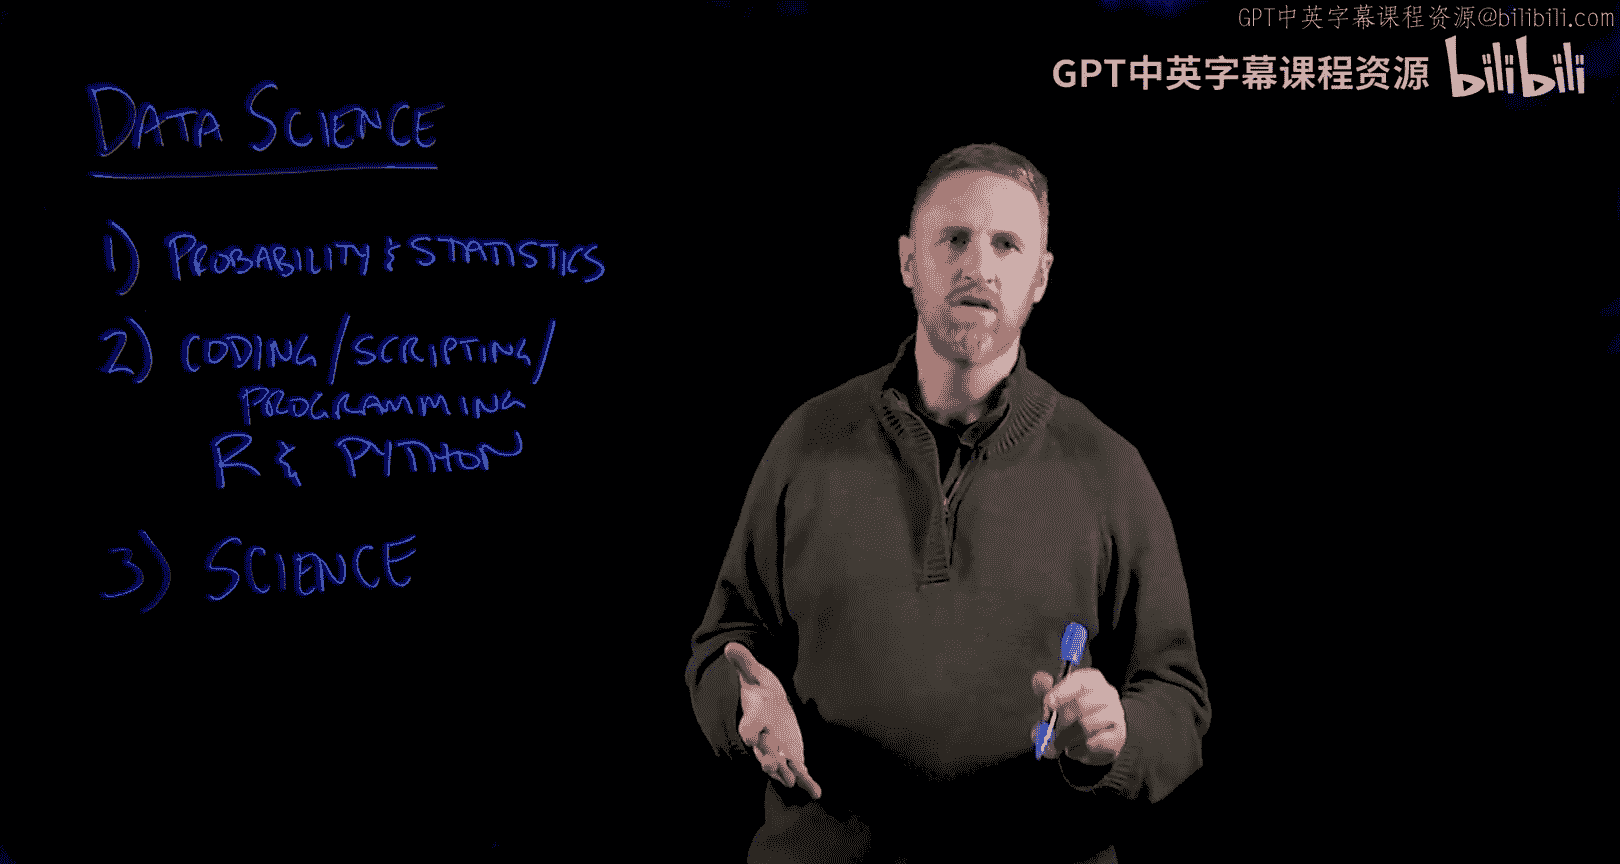 GPT中英字幕课程资源@bilibili.com
GPT中英字幕课程资源 bilibili
DATA SCIENCE
1) PROBABILITY & STATISTICS
2) CODING/SCRIPTING/
PROGRAMMING
R & PYTHON
3) SCIENCE